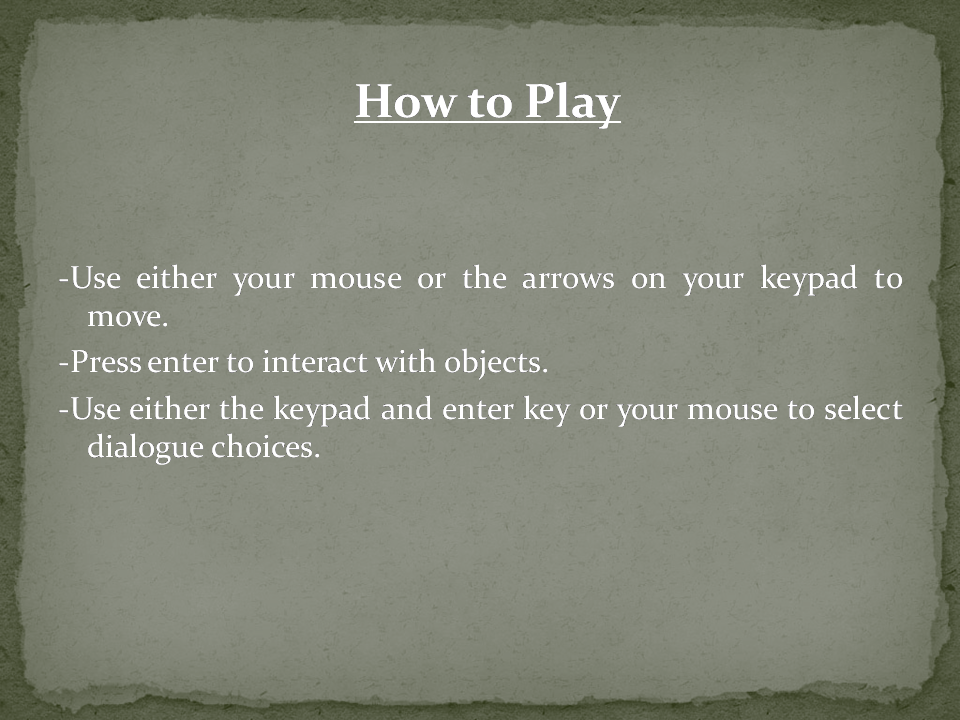 How to Play
-Use either your mouse or the arrows on your keypad to
move.
-Press enter to interact with objects.
-Use either the keypad and enter key or your mouse to select
dialogue choices.